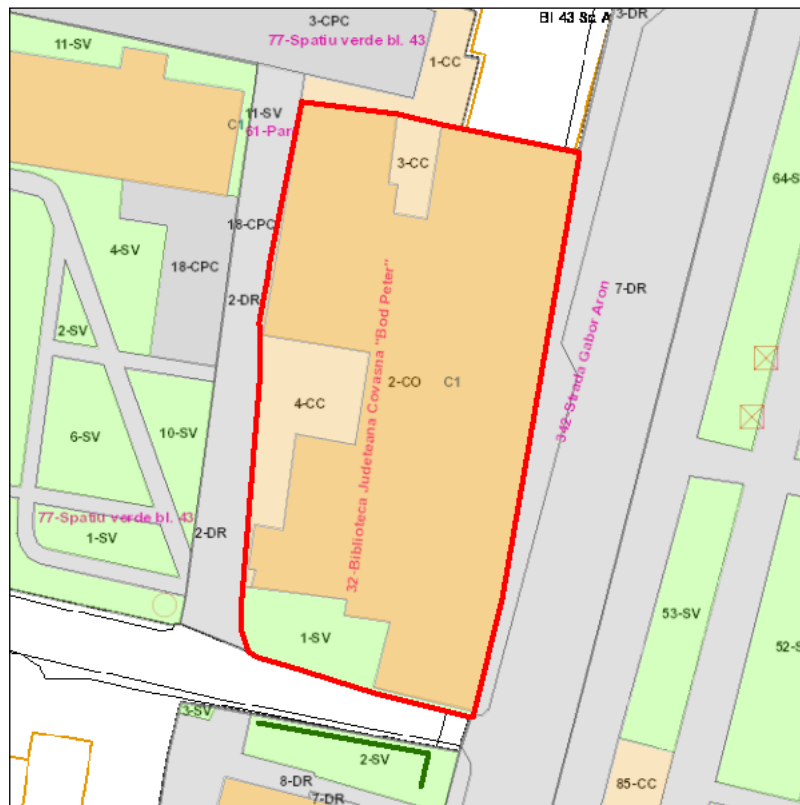 3-CPC
Bl 43 Sc A
3-DR
77-Spatiu verde bl. 43
11-SV
1-CC
11-SV
C1
61-Parc
3-CC
64-S
4-SV
18-CPC
18-CPC
7-DR
2-DR
2-SV
342-Strada Gabor Aron
32-Biblioteca Judeteana Covasna "Bod Peter"
2-CO
C1
4-CC
6-SV
10-SV
77-Spatiu verde bl. 43
1-SV
2-DR
53-SV
1-SV
52-S
3-SV
2-SV
8-DR
7-DR
85-CC